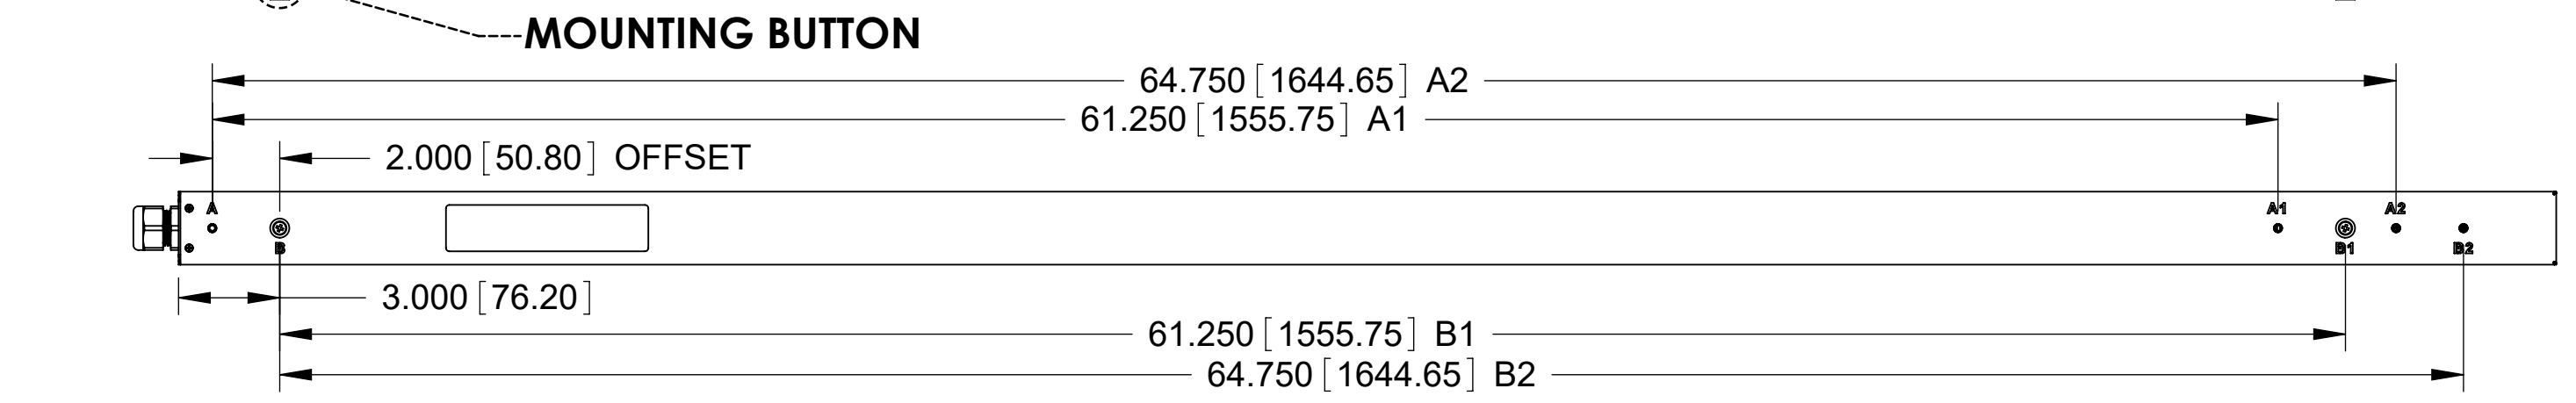 MOUNTING BUTTON
64.750 [1644.65] A2
61.250 [1555.75] A1
2.000 [50.80] OFFSET
A
A1
A2
B
B1
B2
3.000 [76.20]
61.250 [1555.75] B1
64.750 [1644.65] B2